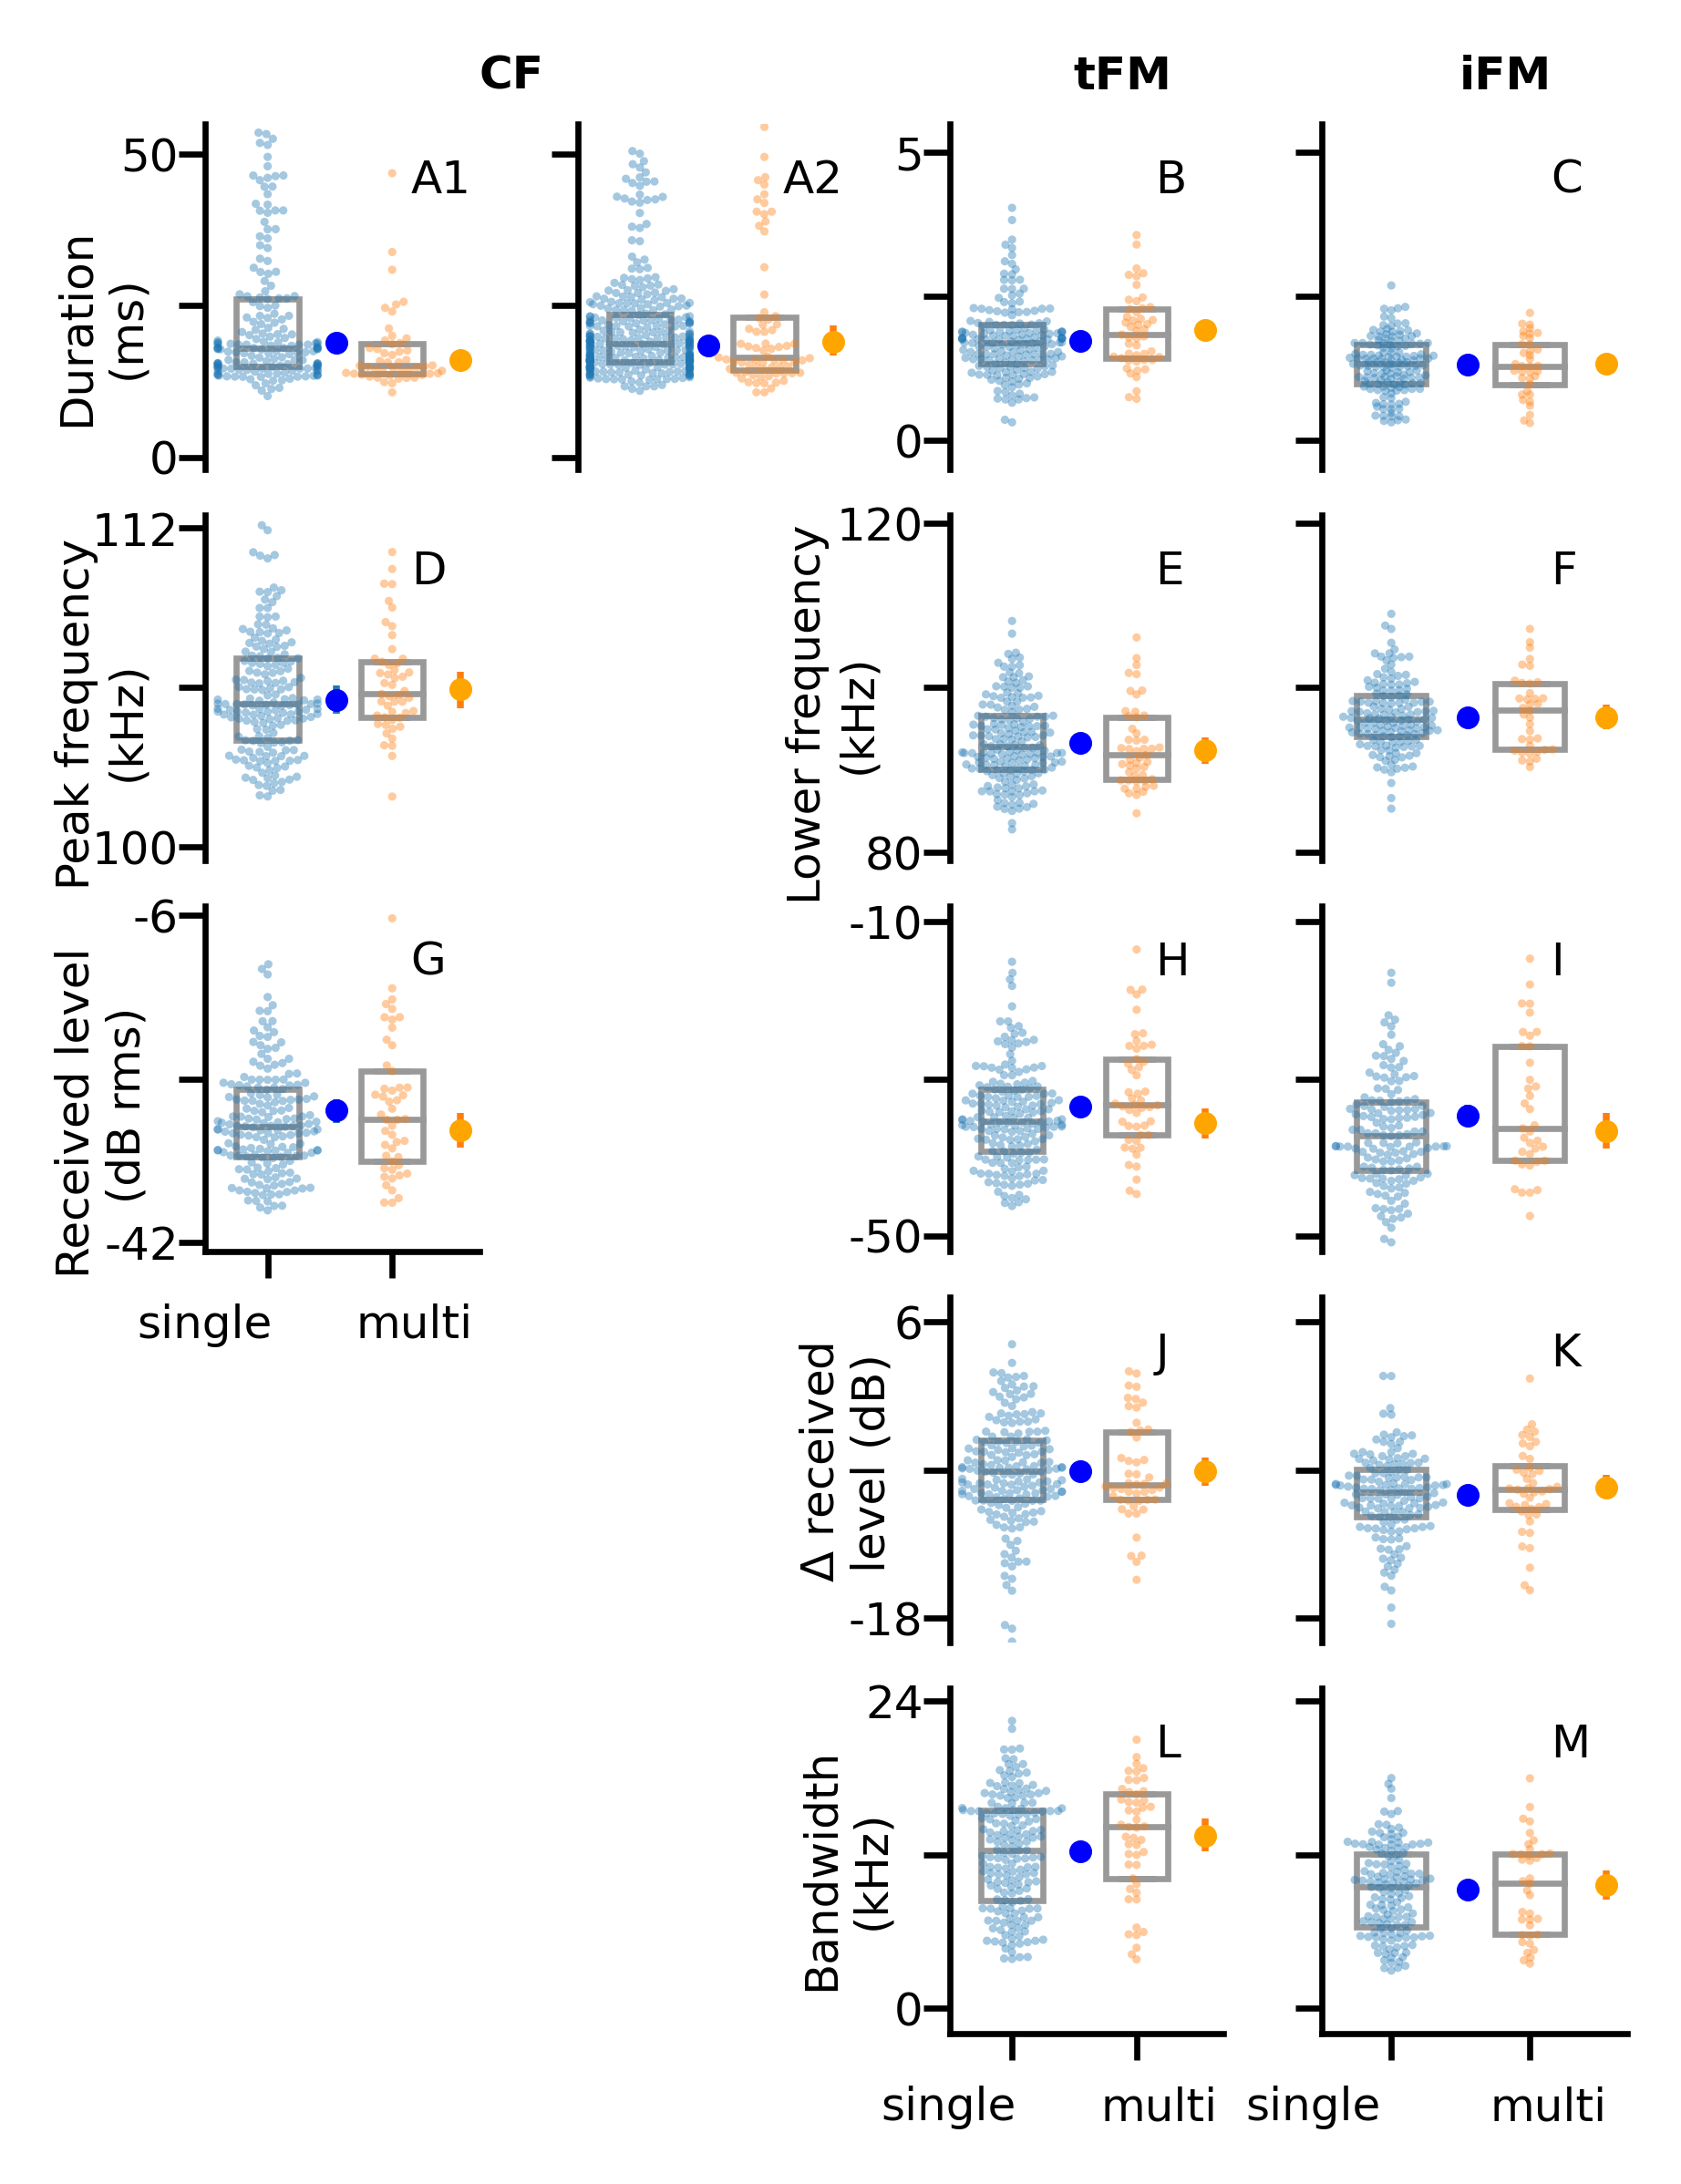 CF
tFM
iFM
Duration
(ms)
50
0
A1
A2
5
0
B
C
Peak frequency
(kHz)
112
100
D
Lower frequency
(kHz)
120
80
E
F
Received level
(dB rms)
-6
-42
G
single
multi
-10
-50
H
I
Δ received
level (dB)
6
-18
J
K
Bandwidth
(kHz)
24
0
L
M
single
multi
single
multi